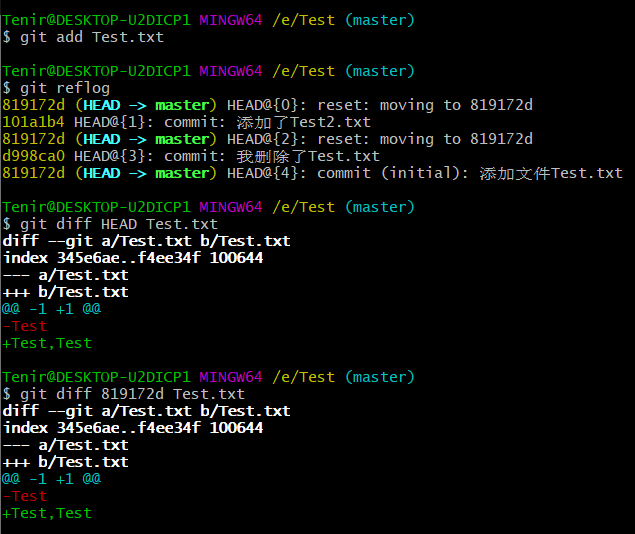 Tenir@DESKTOP-U2DICP1 MINGW64 /e/Test (master)
$ git add Test.txt
Tenir@DESKTOP-U2DICP1 MINGW64 /e/Test (master)
$ git reflog
819172d (HEAD -> master) HEAD@{0}: reset: moving to 819172d
101a1b4 HEAD@{1}: commit: 添加了Test2.txt
819172d (HEAD -> master) HEAD@{2}: reset: moving to 819172d
d998ca0 HEAD@{3}: commit: 我删除了Test.txt
819172d (HEAD -> master) HEAD@{4}: commit (initial): 添加文件Test.txt
Tenir@DESKTOP-U2DICP1 MINGW64 /e/Test (master)
$ git diff HEAD Test.txt
diff --git a/Test.txt b/Test.txt
index 345e6ae..f4ee34f 100644
--- a/Test.txt
+++ b/Test.txt
@@ -1 +1 @@
-Test
+Test,Test
Tenir@DESKTOP-U2DICP1 MINGW64 /e/Test (master)
$ git diff 819172d Test.txt
diff --git a/Test.txt b/Test.txt
index 345e6ae..f4ee34f 100644
--- a/Test.txt
+++ b/Test.txt
@@ -1 +1 @@
-Test
+Test,Test